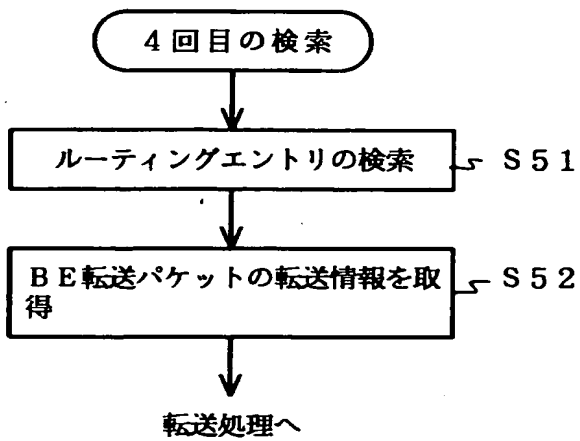 4回目の検索
ルーティングエントリの検索
S51
BE転送パケットの転送情報を取
得
S52
転送処理へ